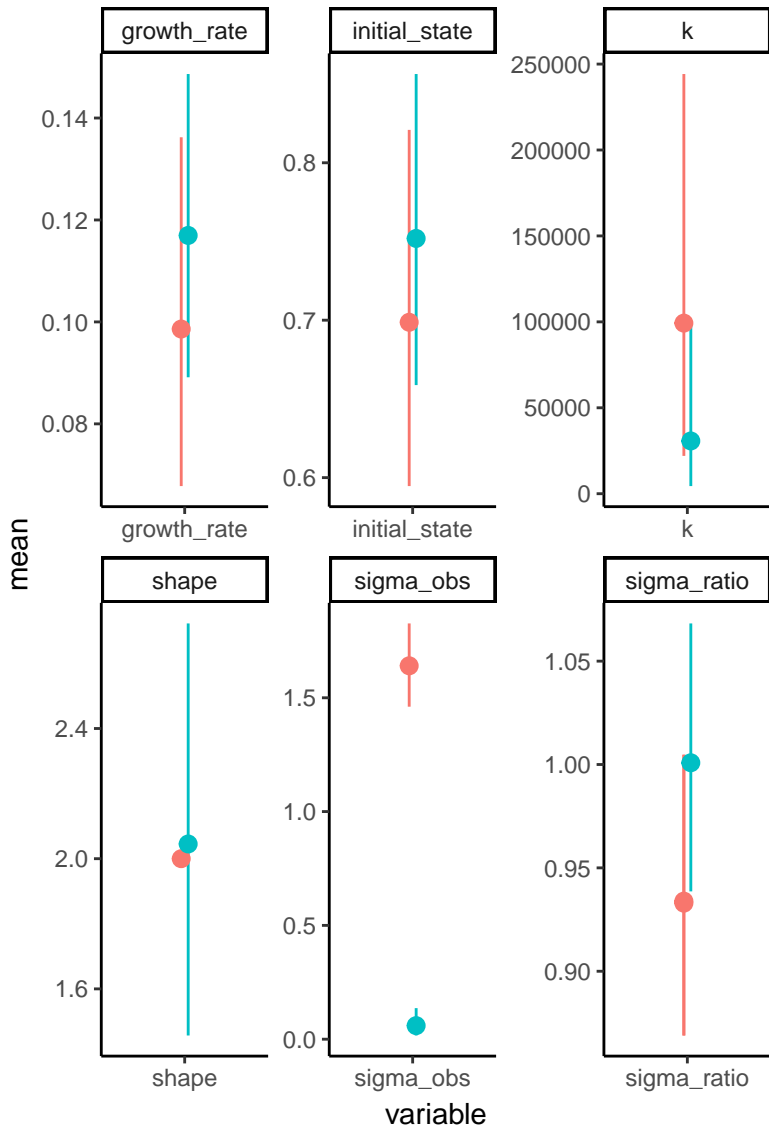 growth_rate
initial_state
k
0.14
0.12
0.10
0.08
0.8
0.7
0.6
250000
200000
150000
100000
50000
0
growth_rate
initial_state
k
mean
shape
sigma_obs
sigma_ratio
2.4
2.0
1.6
1.5
1.0
0.5
0.0
1.05
1.00
0.95
0.90
shape
sigma_obs
sigma_ratio
variable